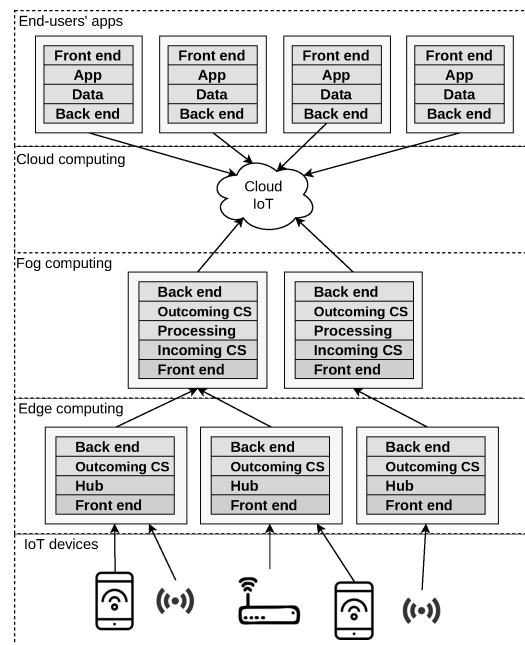 End-users' apps
Front end
App
Data
Back end
Front end
App
Data
Back end
Front end
App
Data
Back end
Front end
App
Data
Back end
Cloud computing
Cloud
IoT
Fog computing
Back end
Outcoming CS
Processing
Incoming CS
Front end
Back end
Outcoming CS
Processing
Incoming CS
Front end
Edge computing
Back end
Outcoming CS
Hub
Front end
Back end
Outcoming CS
Hub
Front end
Back end
Outcoming CS
Hub
Front end
IoT devices